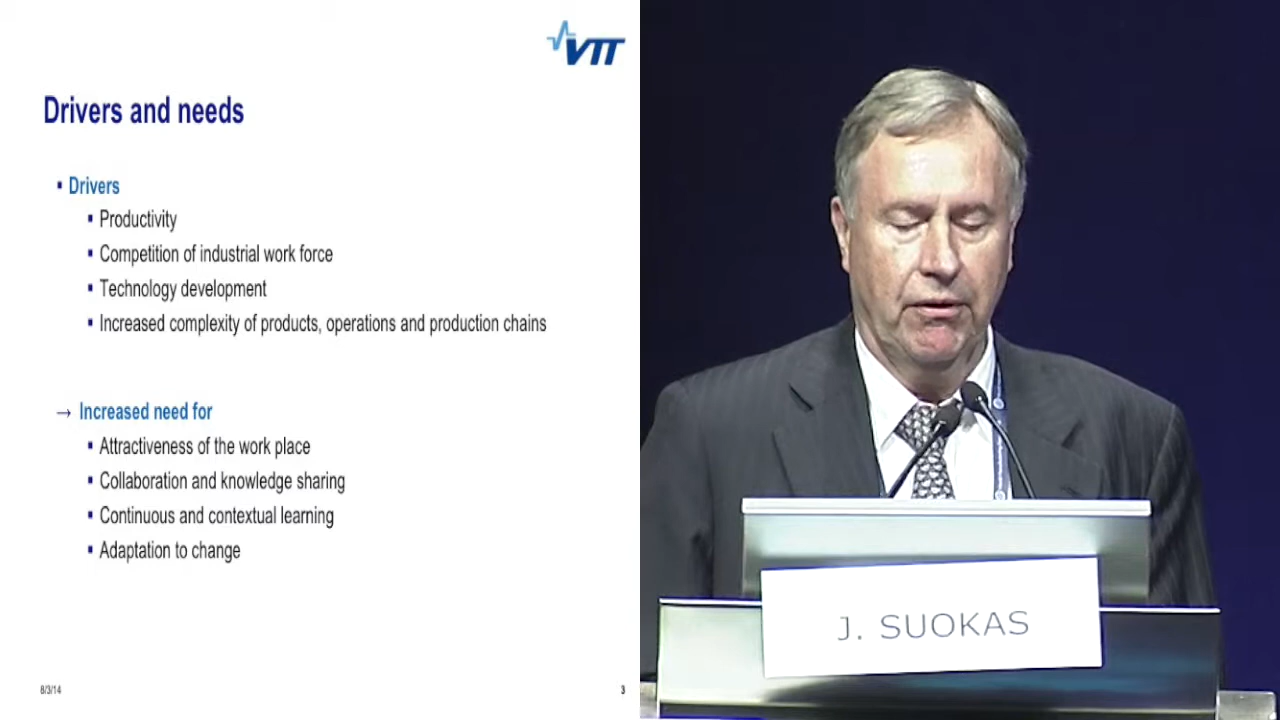 VTT
Drivers and needs
▪ Drivers
▪ Productivity
▪ Competition of industrial work force
▪ Technology development
▪ Increased complexity of products, operations and production chains
→ Increased need for
▪ Attractiveness of the work place
▪ Collaboration and knowledge sharing
▪ Continuous and contextual learning
▪ Adaptation to change
8/3/14
3
J. SUOKAS